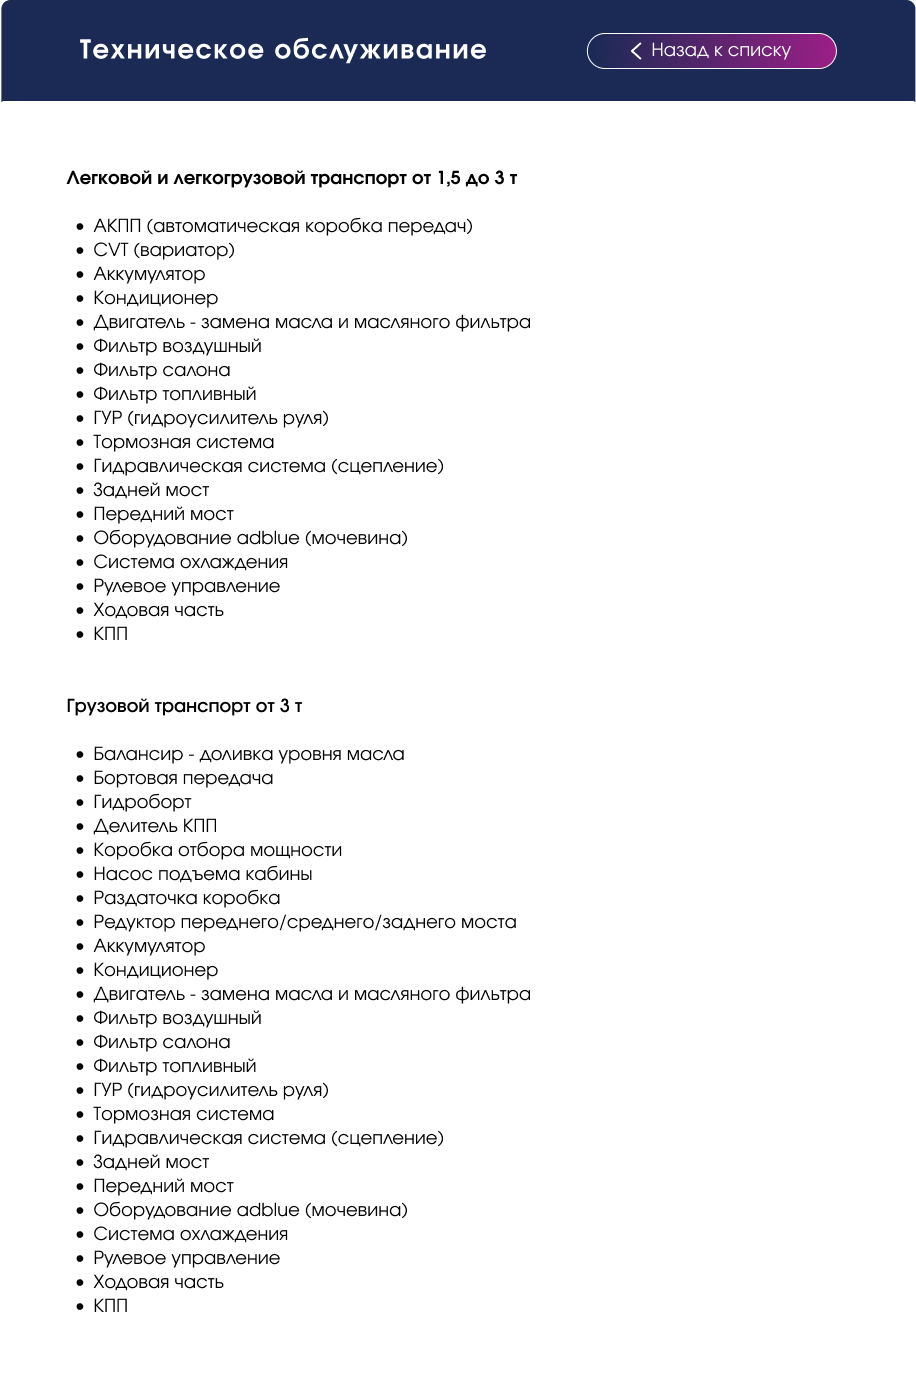 Техническое обслуживание
Назад к списку
Легковой и легкогрузовой транспорт от 1,5 до 3 т
• АКПП (автоматическая коробка передач)
• CVT (вариатор)
• Аккумулятор
• Кондиционер
• Двигатель - замена масла и масляного фильтра
• Фильтр воздушный
• Фильтр салона
• Фильтр топливный
• ГУР (гидроусилитель руля)
• Тормозная система
• Гидравлическая система (сцепление)
• Задней мост
• Передний мост
• Оборудование adblue (мочевина)
• Система охлаждения
• Рулевое управление
• Ходовая часть
• КПП
Грузовой транспорт от 3 т
• Балансир - доливка уровня масла
• Бортовая передача
• Гидроборт
• Делитель КПП
• Коробка отбора мощности
• Насос подъема кабины
• Раздаточка коробка
• Редуктор переднего/среднего/заднего моста
• Аккумулятор
• Кондиционер
• Двигатель - замена масла и масляного фильтра
• Фильтр воздушный
• Фильтр салона
• Фильтр топливный
• ГУР (гидроусилитель руля)
• Тормозная система
• Гидравлическая система (сцепление)
• Задней мост
• Передний мост
• Оборудование adblue (мочевина)
• Система охлаждения
• Рулевое управление
• Ходовая часть
• КПП